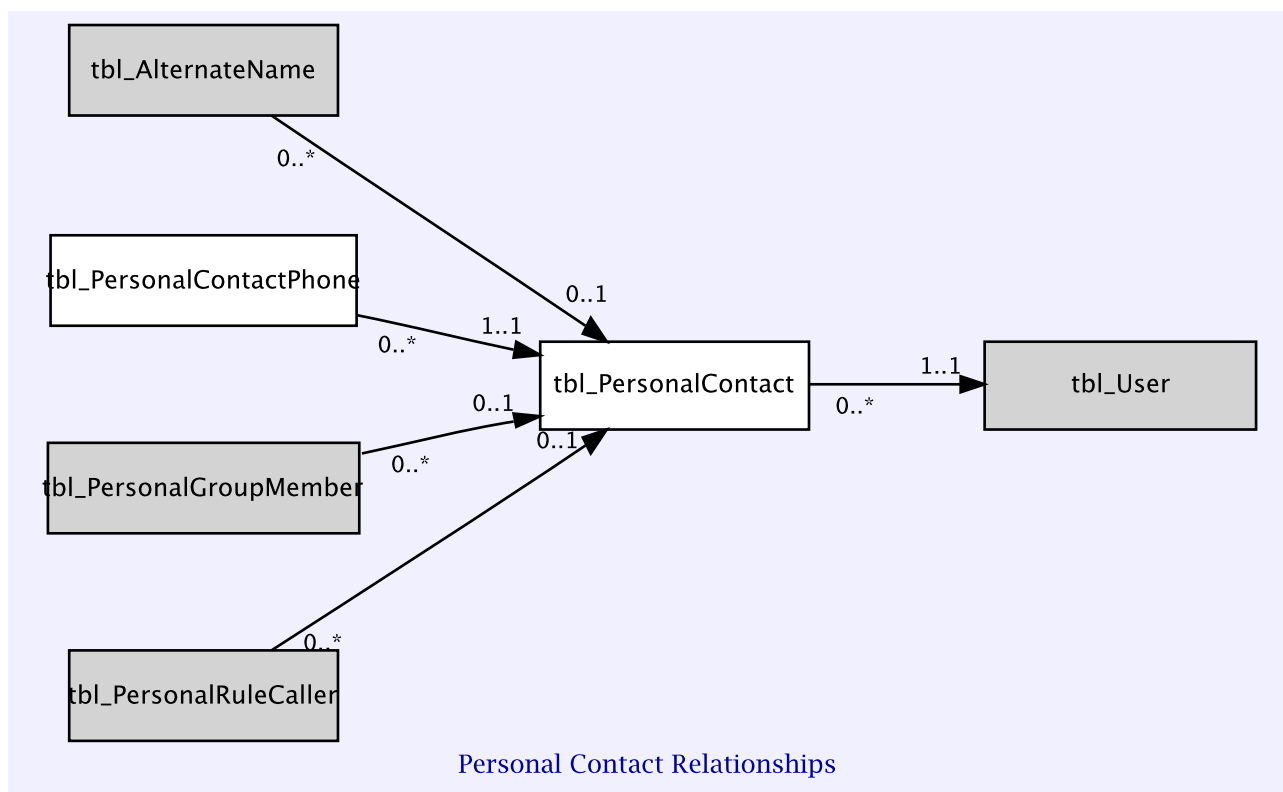 tbl_AlternateName
0..*
0..1
tbl_PersonalContactPhone
0..*
1..1
tbl_PersonalContact
0..*
1..1
tbl_User
0..1
0..*
tbl_PersonalGroupMember
0..1
0..*
tbl_PersonalRuleCaller
Personal Contact Relationships